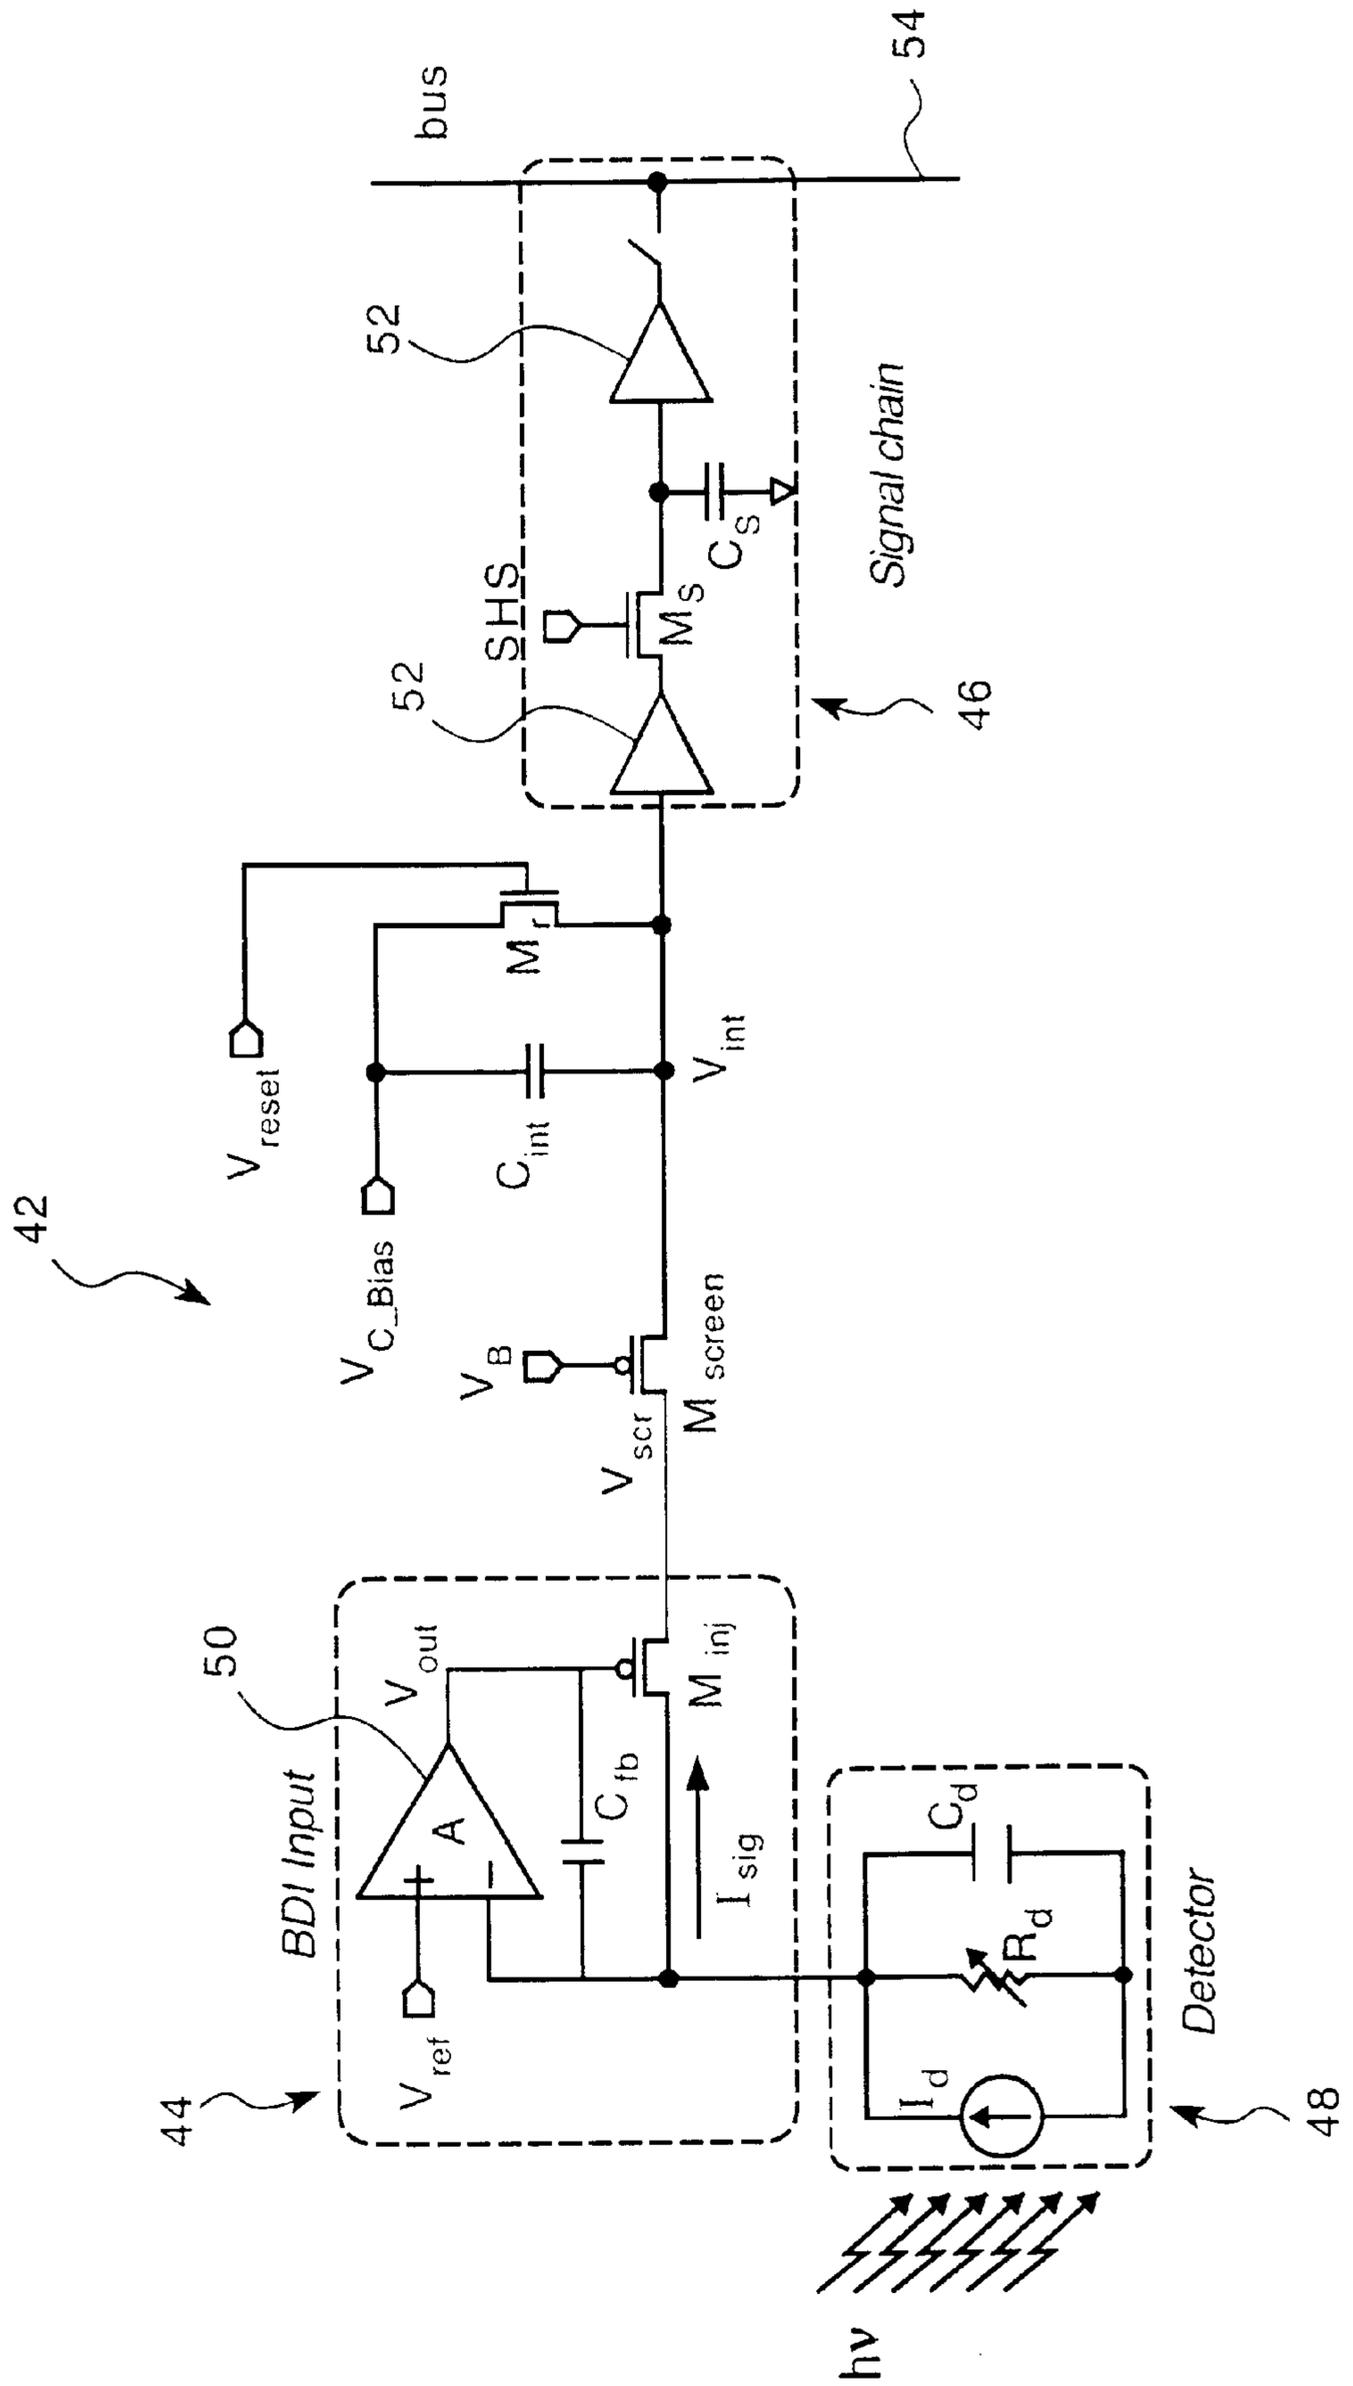 42
44
50
BDI Input
V_ref
+
−
A
V_out
C_fb
M_inj
I_sig
V_scr
V_B
M_screen
V_C_Bias
V_reset
C_int
M_r
V_int
52
SHS
M_S
C_S
52
bus
54
46
Signal chain
hν
I_d
R_d
C_d
Detector
48